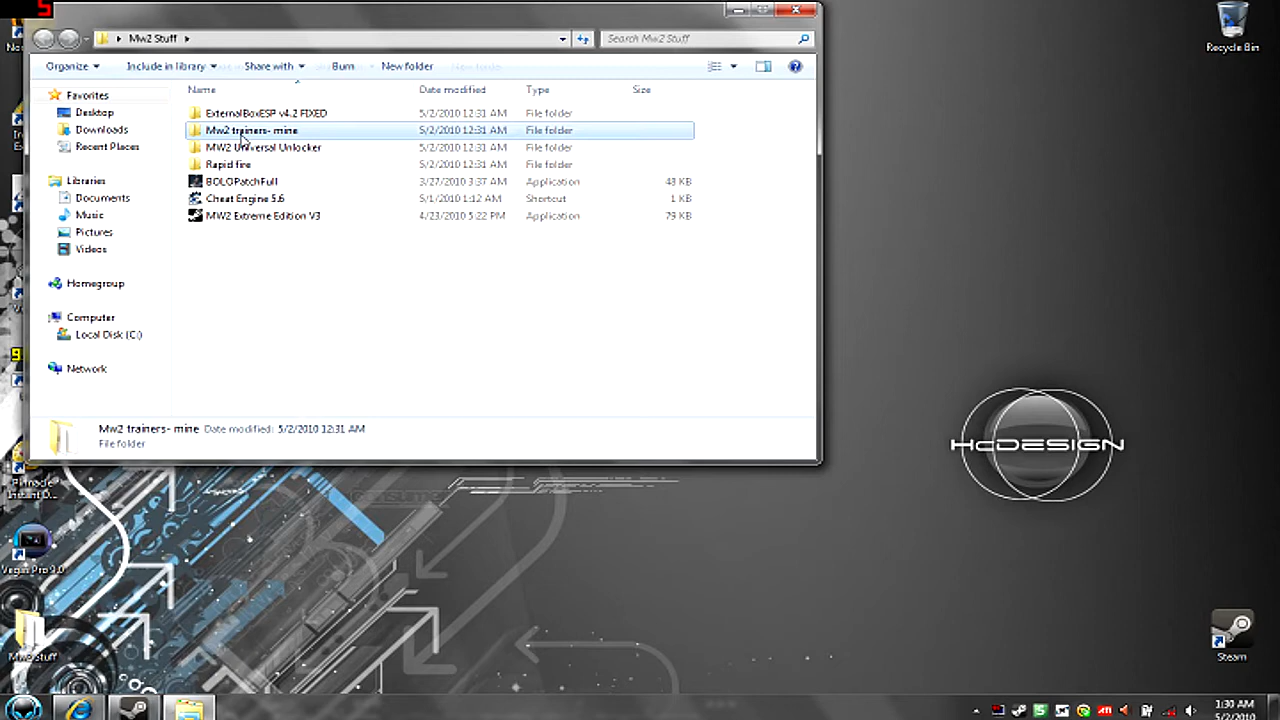 5
Mw2 Stuff
Search Mw2 Stuff
Organize Include in library Share with Burn New folder
Name Date modified Type Size
Favorites
Desktop
Downloads
Recent Places
Libraries
Documents
Music
Pictures
Videos
Homegroup
Computer
Local Disk (C:)
Network
ExternalBoxESP v4.2 FIXED 5/2/2010 12:31 AM File folder
Mw2 trainers- mine 5/2/2010 12:31 AM File folder
MW2 Universal Unlocker 5/2/2010 12:31 AM File folder
Rapid fire 5/2/2010 12:31 AM File folder
BOLOPatchFull 3/27/2010 3:37 AM Application 43 KB
Cheat Engine 5.6 5/1/2010 1:12 AM Shortcut 1 KB
MW2 Extreme Edition V3 4/23/2010 5:22 PM Application 79 KB
Mw2 trainers- mine Date modified: 5/2/2010 12:31 AM
File folder
Recycle Bin
HCDESIGN
consumer
Pinnacle
Instant D...
Vegas Pro 9.0
Mw2 Stuff
Steam
1:30 AM
5/2/2010